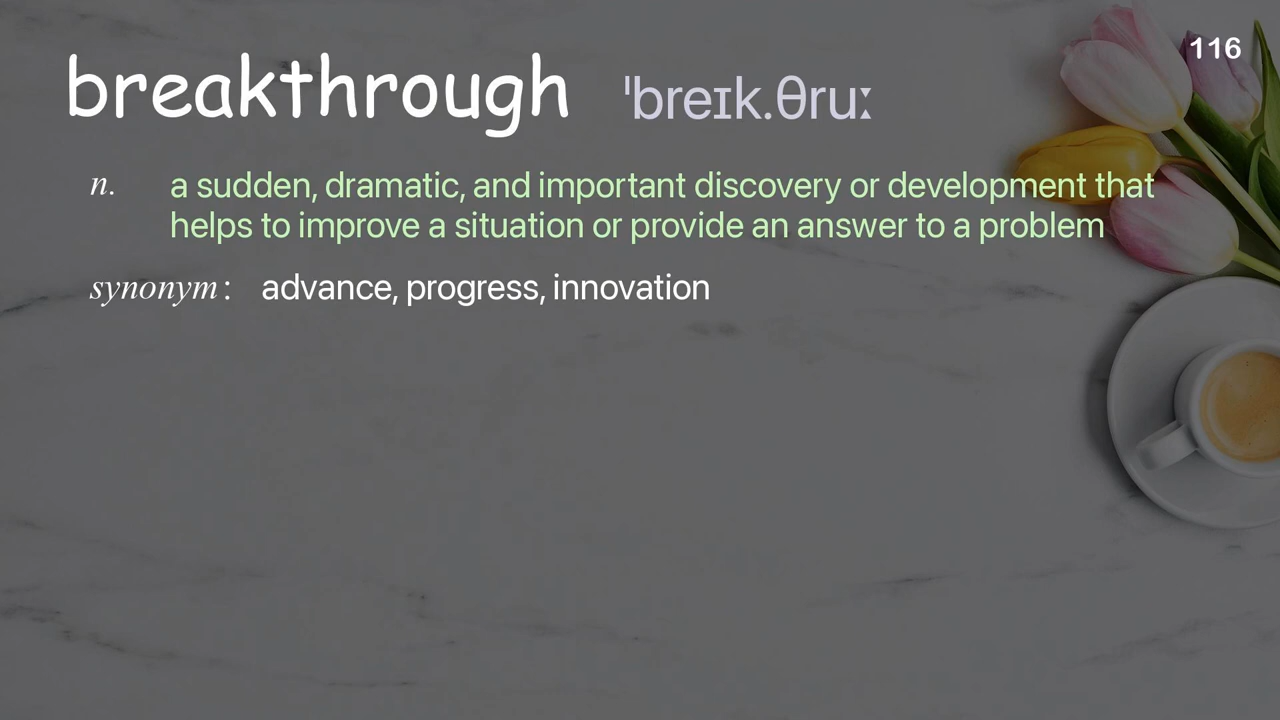 116
breakthrough ˈbreɪk.θruː
n. a sudden, dramatic, and important discovery or development that
helps to improve a situation or provide an answer to a problem
synonym : advance, progress, innovation